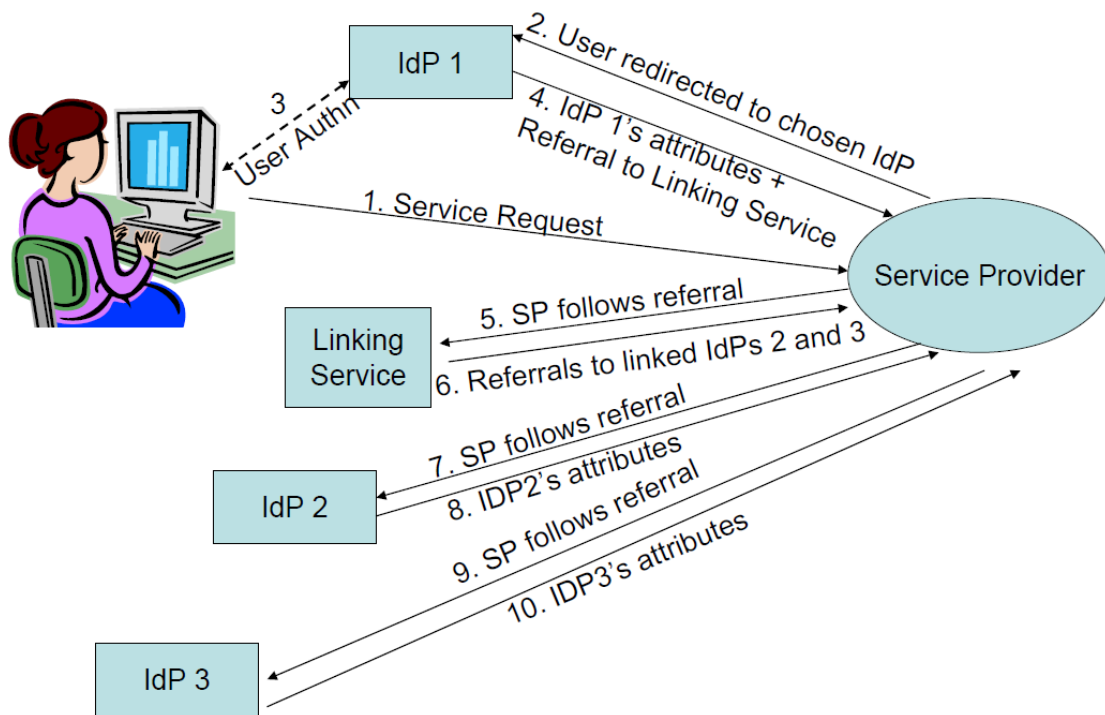 IdP 1
2. User redirected to chosen IdP
3
User Authn
4. IdP 1's attributes +
Referral to Linking Service
1. Service Request
Service Provider
5. SP follows referral
Linking
Service
6. Referrals to linked IdPs 2 and 3
7. SP follows referral
IdP 2
8. IDP2's attributes
9. SP follows referral
10. IDP3's attributes
IdP 3